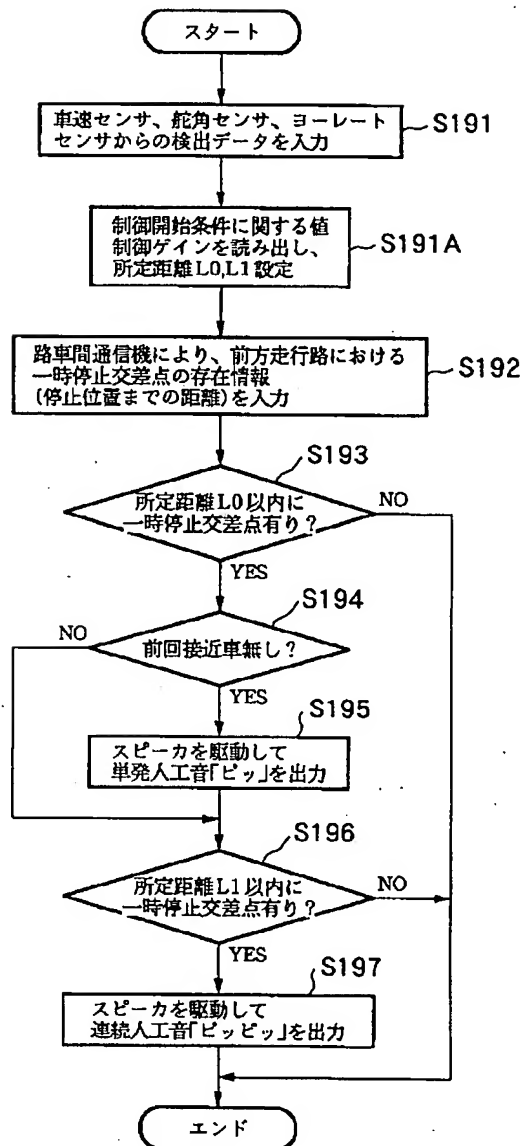 スタート
車速センサ、舵角センサ、ヨーレート
センサからの検出データを入力
S191
制御開始条件に関する値
制御ゲインを読み出し、
所定距離L0,L1設定
S191A
路車間通信機により、前方走行路における
一時停止交差点の存在情報
(停止位置までの距離)を入力
S192
S193
所定距離L0以内に
一時停止交差点有り?
NO
YES
S194
NO
前回接近車無し?
YES
S195
スピーカを駆動して
単発人工音「ピッ」を出力
S196
所定距離L1以内に
一時停止交差点有り?
NO
YES
S197
スピーカを駆動して
連続人工音「ピッピッ」を出力
エンド